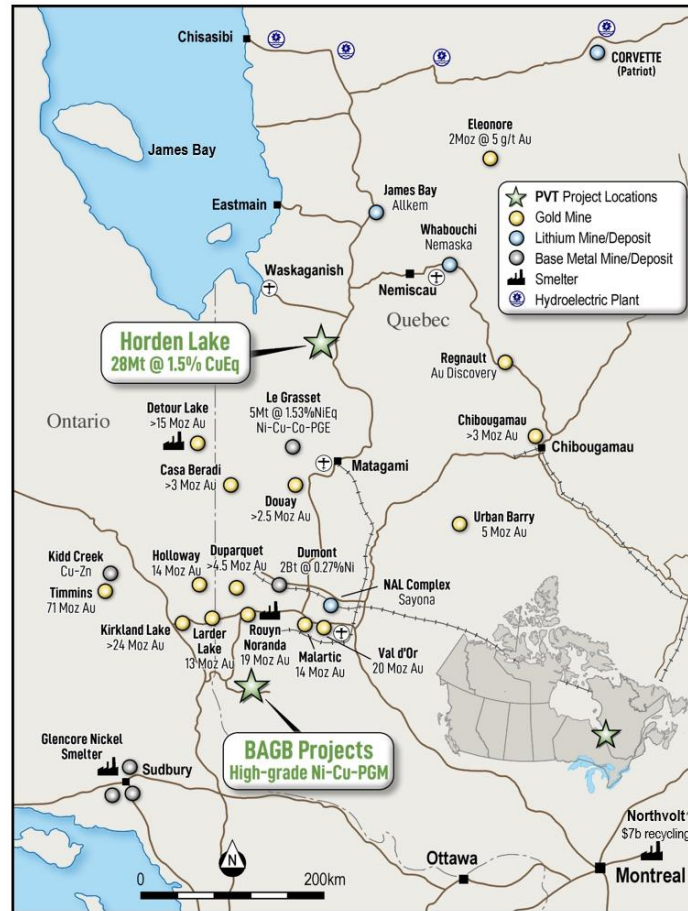 Chisasibi
CORVETTE
(Patriot)
Eleonore
2Moz @ 5 g/t Au
James Bay
James Bay
Allkem
Eastmain
PVT Project Locations
Gold Mine
Lithium Mine/Deposit
Base Metal Mine/Deposit
Smelter
Hydroelectric Plant
Whabouchi
Nemaska
Waskaganish
Nemiscau
Quebec
Horden Lake
28Mt @ 1.5% CuEq
Regnault
Au Discovery
Ontario
Detour Lake
>15 Moz Au
Le Grasset
5Mt @ 1.53%NiEq
Ni-Cu-Co-PGE
Chibougamau
>3 Moz Au
Chibougamau
Casa Beradi
>3 Moz Au
Matagami
Douay
>2.5 Moz Au
Urban Barry
5 Moz Au
Kidd Creek
Cu-Zn
Timmins
71 Moz Au
Holloway
14 Moz Au
Duparquet
>4.5 Moz Au
Dumont
2Bt @ 0.27%Ni
NAL Complex
Sayona
Kirkland Lake
>24 Moz Au
Larder
Lake
13 Moz Au
Rouyn
Noranda
19 Moz Au
Malartic
14 Moz Au
Val d'Or
20 Moz Au
BAGB Projects
High-grade Ni-Cu-PGM
Glencore Nickel
Smelter
Sudbury
Northvolt
$7b recycling
N
0 200km
Ottawa
Montreal